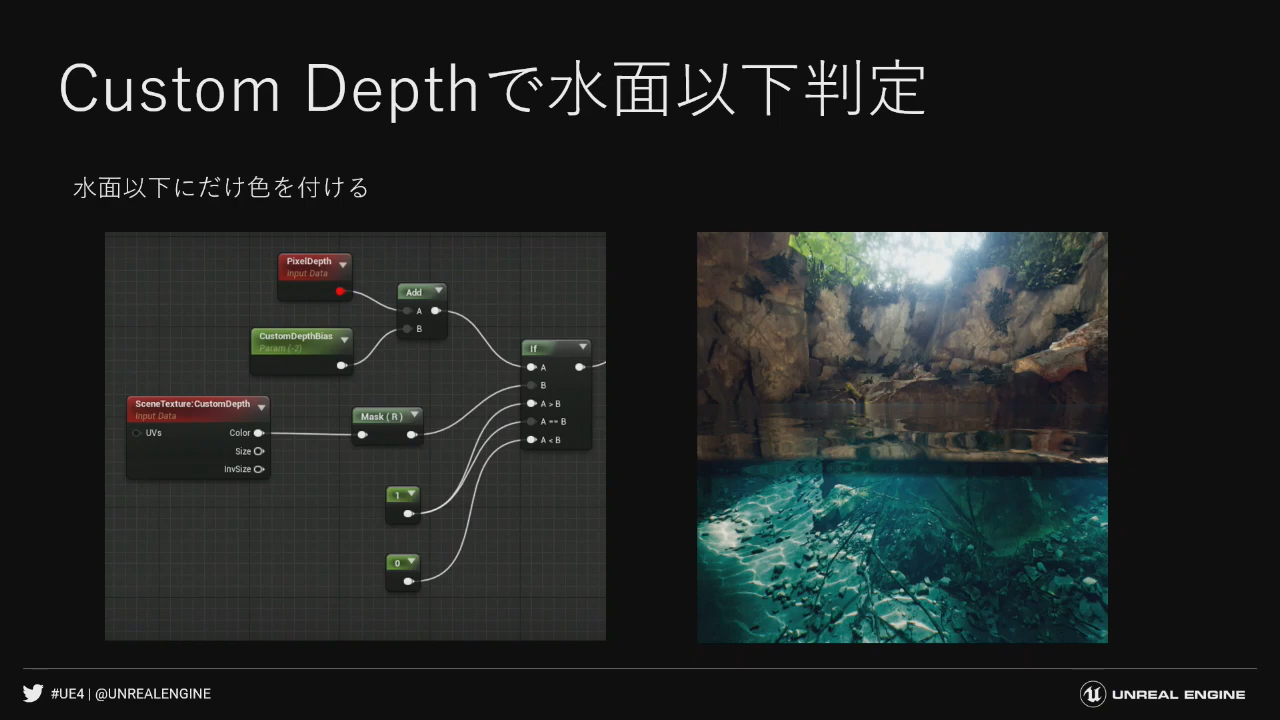 Custom Depthで水面以下判定
水面以下にだけ色を付ける
PixelDepth
Input Data
Add
A
B
CustomDepthBias
Param (-2)
If
A
B
A > B
A == B
A < B
SceneTexture:CustomDepth
Input Data
UVs
Color
Size
InvSize
Mask ( R )
1
0
#UE4 | @UNREALENGINE
UNREAL ENGINE